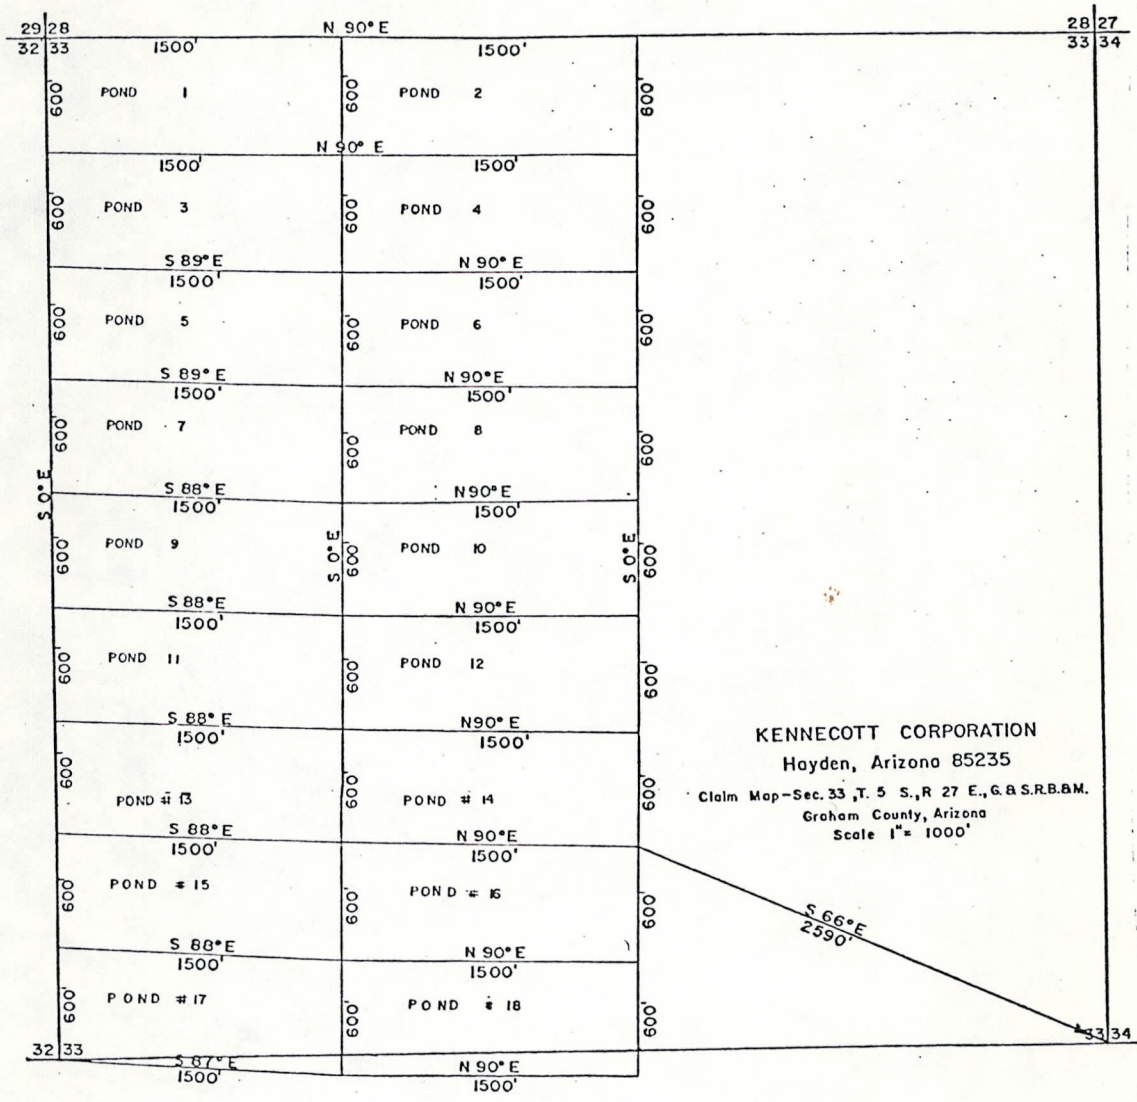 29 28
32 33
N 90° E
28 27
33 34
1500'
1500'
600'
POND 1
600'
POND 2
600'
N 90° E
1500'
1500'
600'
POND 3
600'
POND 4
600'
S 89° E
N 90° E
1500'
1500'
600'
POND 5
600'
POND 6
600'
S 89° E
N 90° E
1500'
1500'
600'
POND 7
600'
POND 8
600'
S 0° E
S 88° E
N 90° E
1500'
1500'
600'
POND 9
S 0° E
600'
POND 10
S 0° E
600'
S 88° E
N 90° E
1500'
1500'
600'
POND 11
600'
POND 12
600'
S 88° E
N 90° E
1500'
1500'
600'
POND # 13
600'
POND # 14
600'
KENNECOTT CORPORATION
Hayden, Arizona 85235
Claim Map-Sec. 33, T. 5 S., R 27 E., G. & S.R.B.&M.
Graham County, Arizona
Scale 1" = 1000'
S 88° E
N 90° E
1500'
1500'
600'
POND # 15
600'
POND # 16
600'
S 66° E
2590'
S 88° E
N 90° E
1500'
1500'
600'
POND # 17
600'
POND # 18
600'
32 33
33 34
S 87° E
N 90° E
1500'
1500'